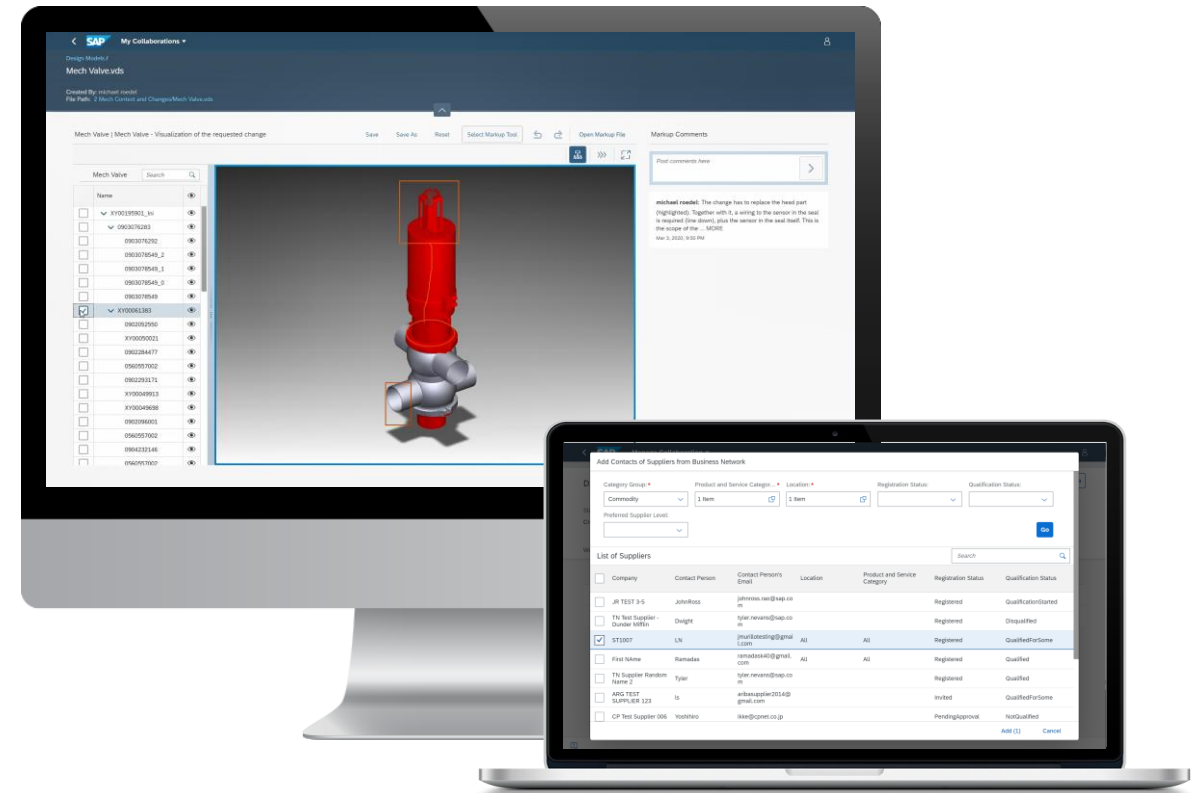 SAP My Collaborations
Design Models /
Mech Valve.vds
Created By: michael roedel
File Path: 2 Mech Context and Changes/Mech Valve.vds
Mech Valve | Mech Valve - Visualization of the requested change
Save Save As Reset Select Markup Tool Open Markup File
Markup Comments
Post comments here
michael roedel: The change has to replace the head part
(highlighted). Together with it, a wiring to the sensor in the seal
is required (line down), plus the sensor in the seal itself. This is
the scope of the ... MORE
Mar 3, 2020, 9:55 PM
Mech Valve Search
Name
XY00195901_Ini
0903076283
0903076292
0903078549_2
0903078549_1
0903078549_0
0903078549
XY00061383
0902052550
XY00050021
0902284477
0560557002
0902293171
XY00049913
XY00049698
0902096001
0560557002
0904232146
0560557002
Add Contacts of Suppliers from Business Network
Category Group:* Product and Service Categor... * Location:* Registration Status: Qualification Status:
Commodity 1 Item 1 Item
Preferred Supplier Level:
Go
List of Suppliers Search
Company Contact Person Contact Person's Email Location Product and Service Category Registration Status Qualification Status
JR TEST 3-5 JohnRoss johnross.rao@sap.com Registered QualificationStarted
TN Test Supplier - Dunder Mifflin Dwight tyler.nevans@sap.com Registered Disqualified
ST1007 LN jmurillotesting@gmail.com All All Registered QualifiedForSome
First NAme Ramadas ramadask40@gmail.com All All Registered Qualified
TN Supplier Random Name 2 Tyler tyler.nevans@sap.com Registered Qualified
ARG TEST SUPPLIER 123 Is aribasupplier2014@gmail.com Invited QualifiedForSome
CP Test Supplier 006 Yoshhiro ikke@cpnet.co.jp PendingApproval NotQualified
Add (1) Cancel